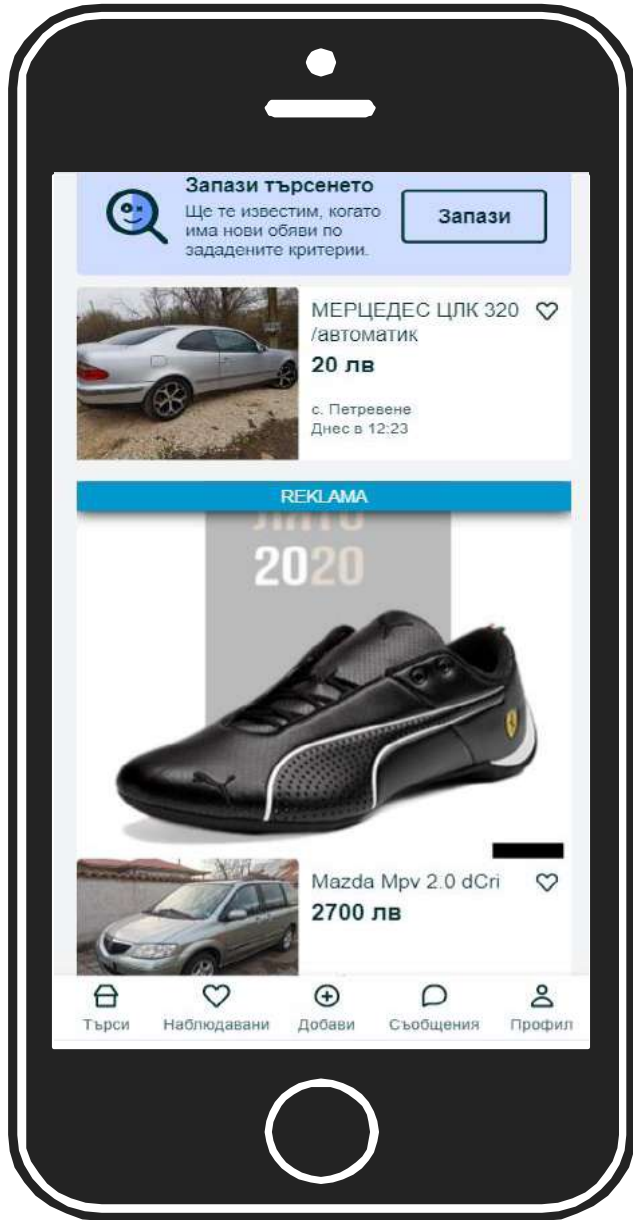 Запази търсенето
Ще те известим, когато
има нови обяви по
зададените критерии.
Запази
МЕРЦЕДЕС ЦЛК 320
/автоматик
20 лв
с. Петревене
Днес в 12:23
REKLAMA
2020
Mazda Mpv 2.0 dCri
2700 лв
Търси
Наблюдавани
Добави
Съобщения
Профил